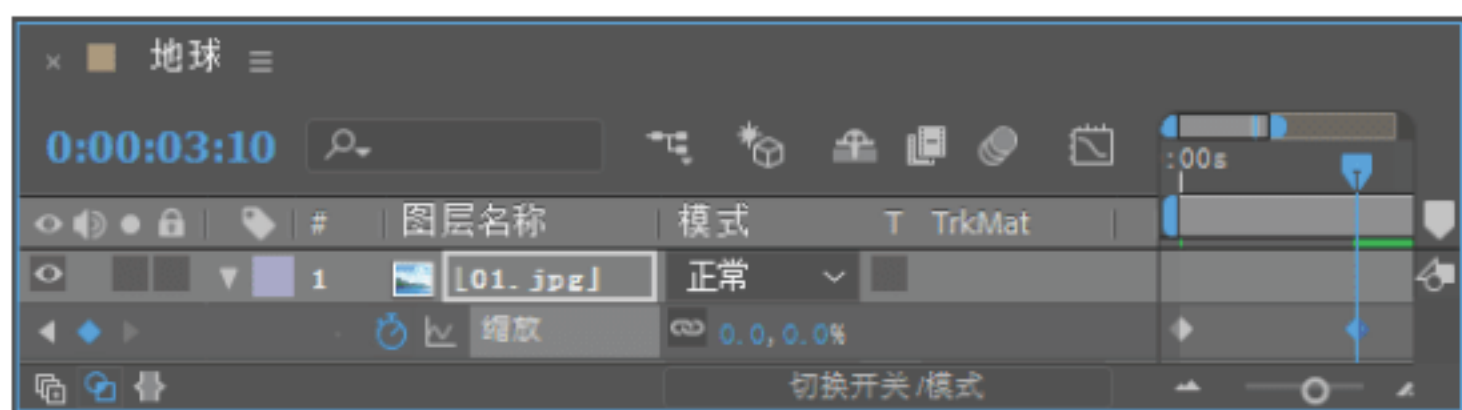 × 地球
0:00:03:10
:00s
# 图层名称 模式 T TrkMat
1 [01.jpg] 正常
缩放 0.0,0.0%
切换开关/模式